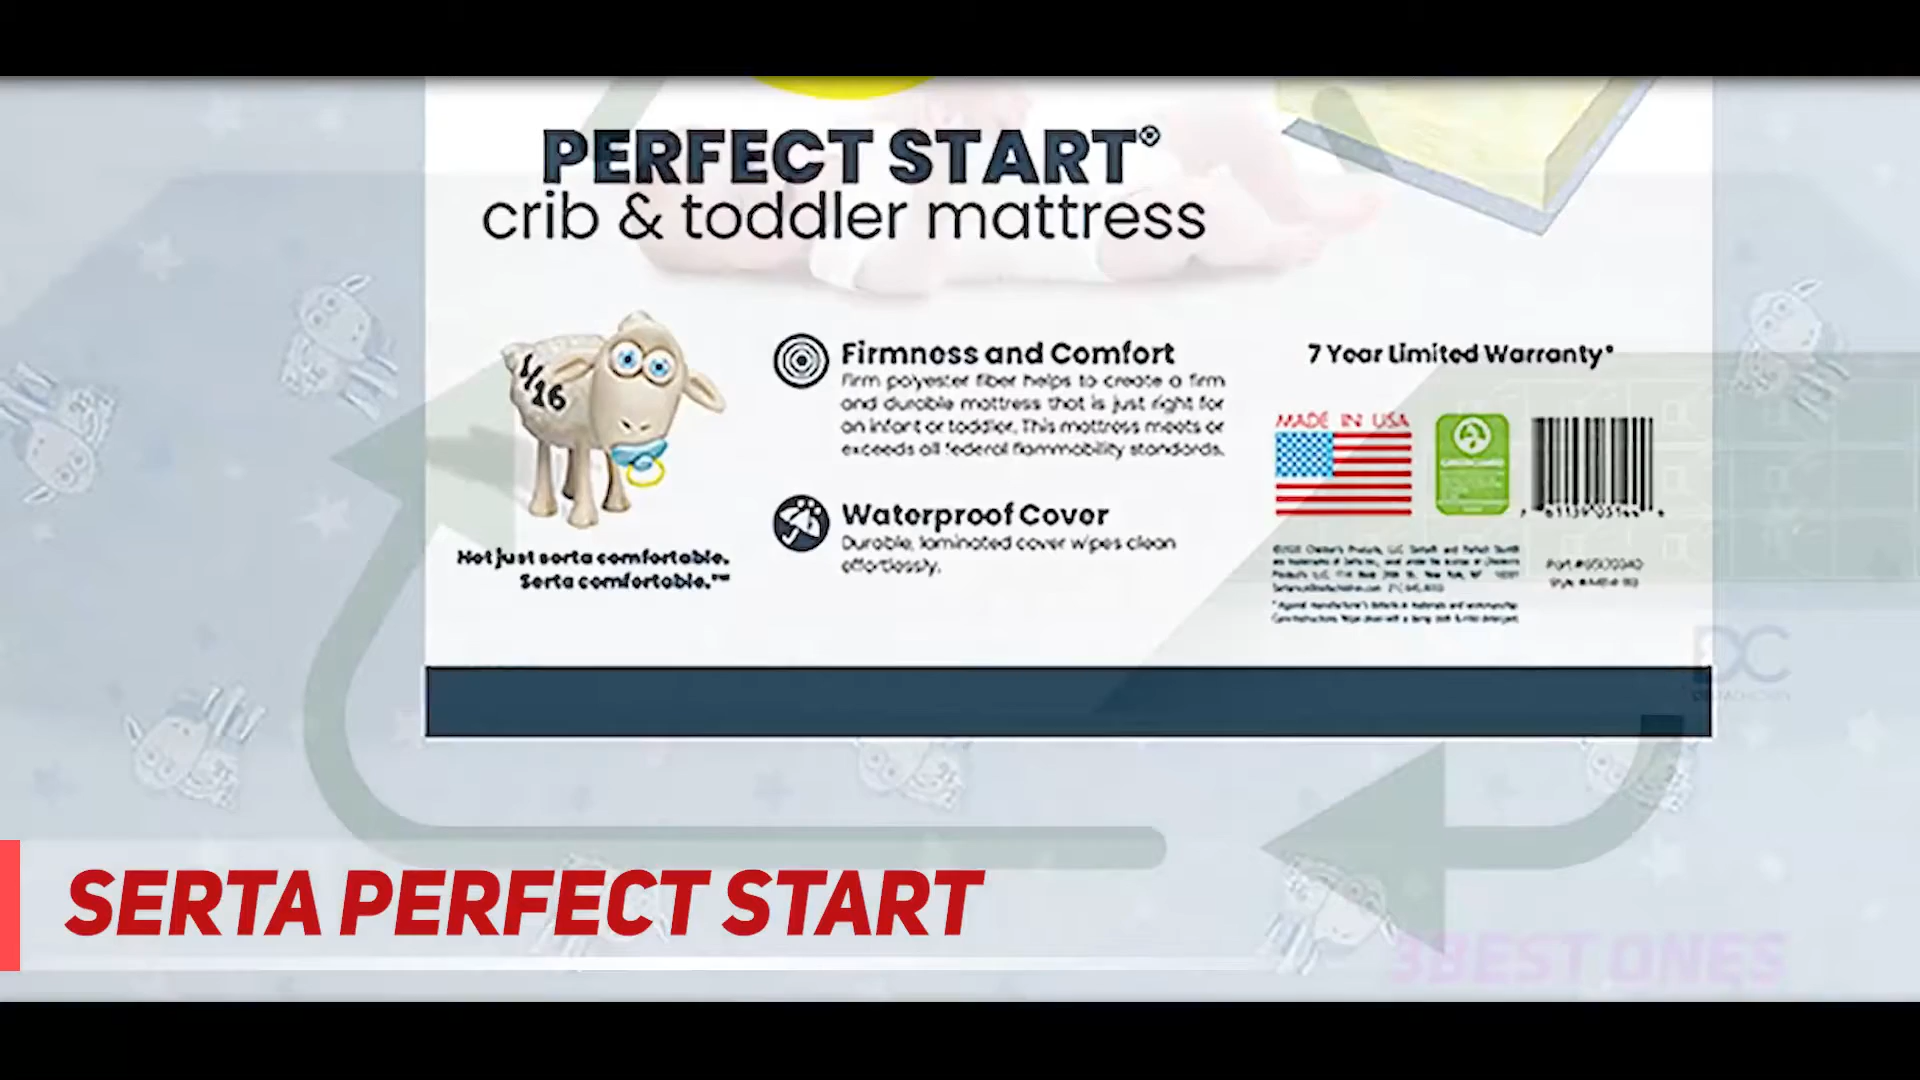 PERFECT START®
crib & toddler mattress
1/16
Not just serta comfortable.
Serta comfortable.™
Firmness and Comfort
Firm polyester fiber helps to create a firm
and durable mattress that is just right for
an infant or toddler. This mattress meets or
exceeds all federal flammability standards.
Waterproof Cover
Durable, laminated cover wipes clean
effortlessly.
7 Year Limited Warranty*
MADE IN USA
DC
SERTA PERFECT START
3BEST ONES